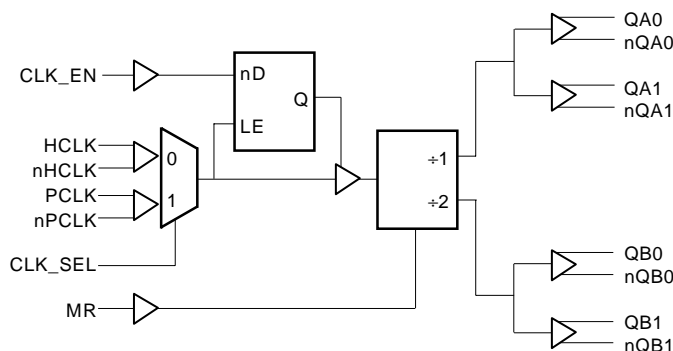 QA0
nQA0
CLK_EN
nD
Q
QA1
nQA1
LE
HCLK
nHCLK
0
÷1
PCLK
nPCLK
1
÷2
CLK_SEL
QB0
nQB0
MR
QB1
nQB1